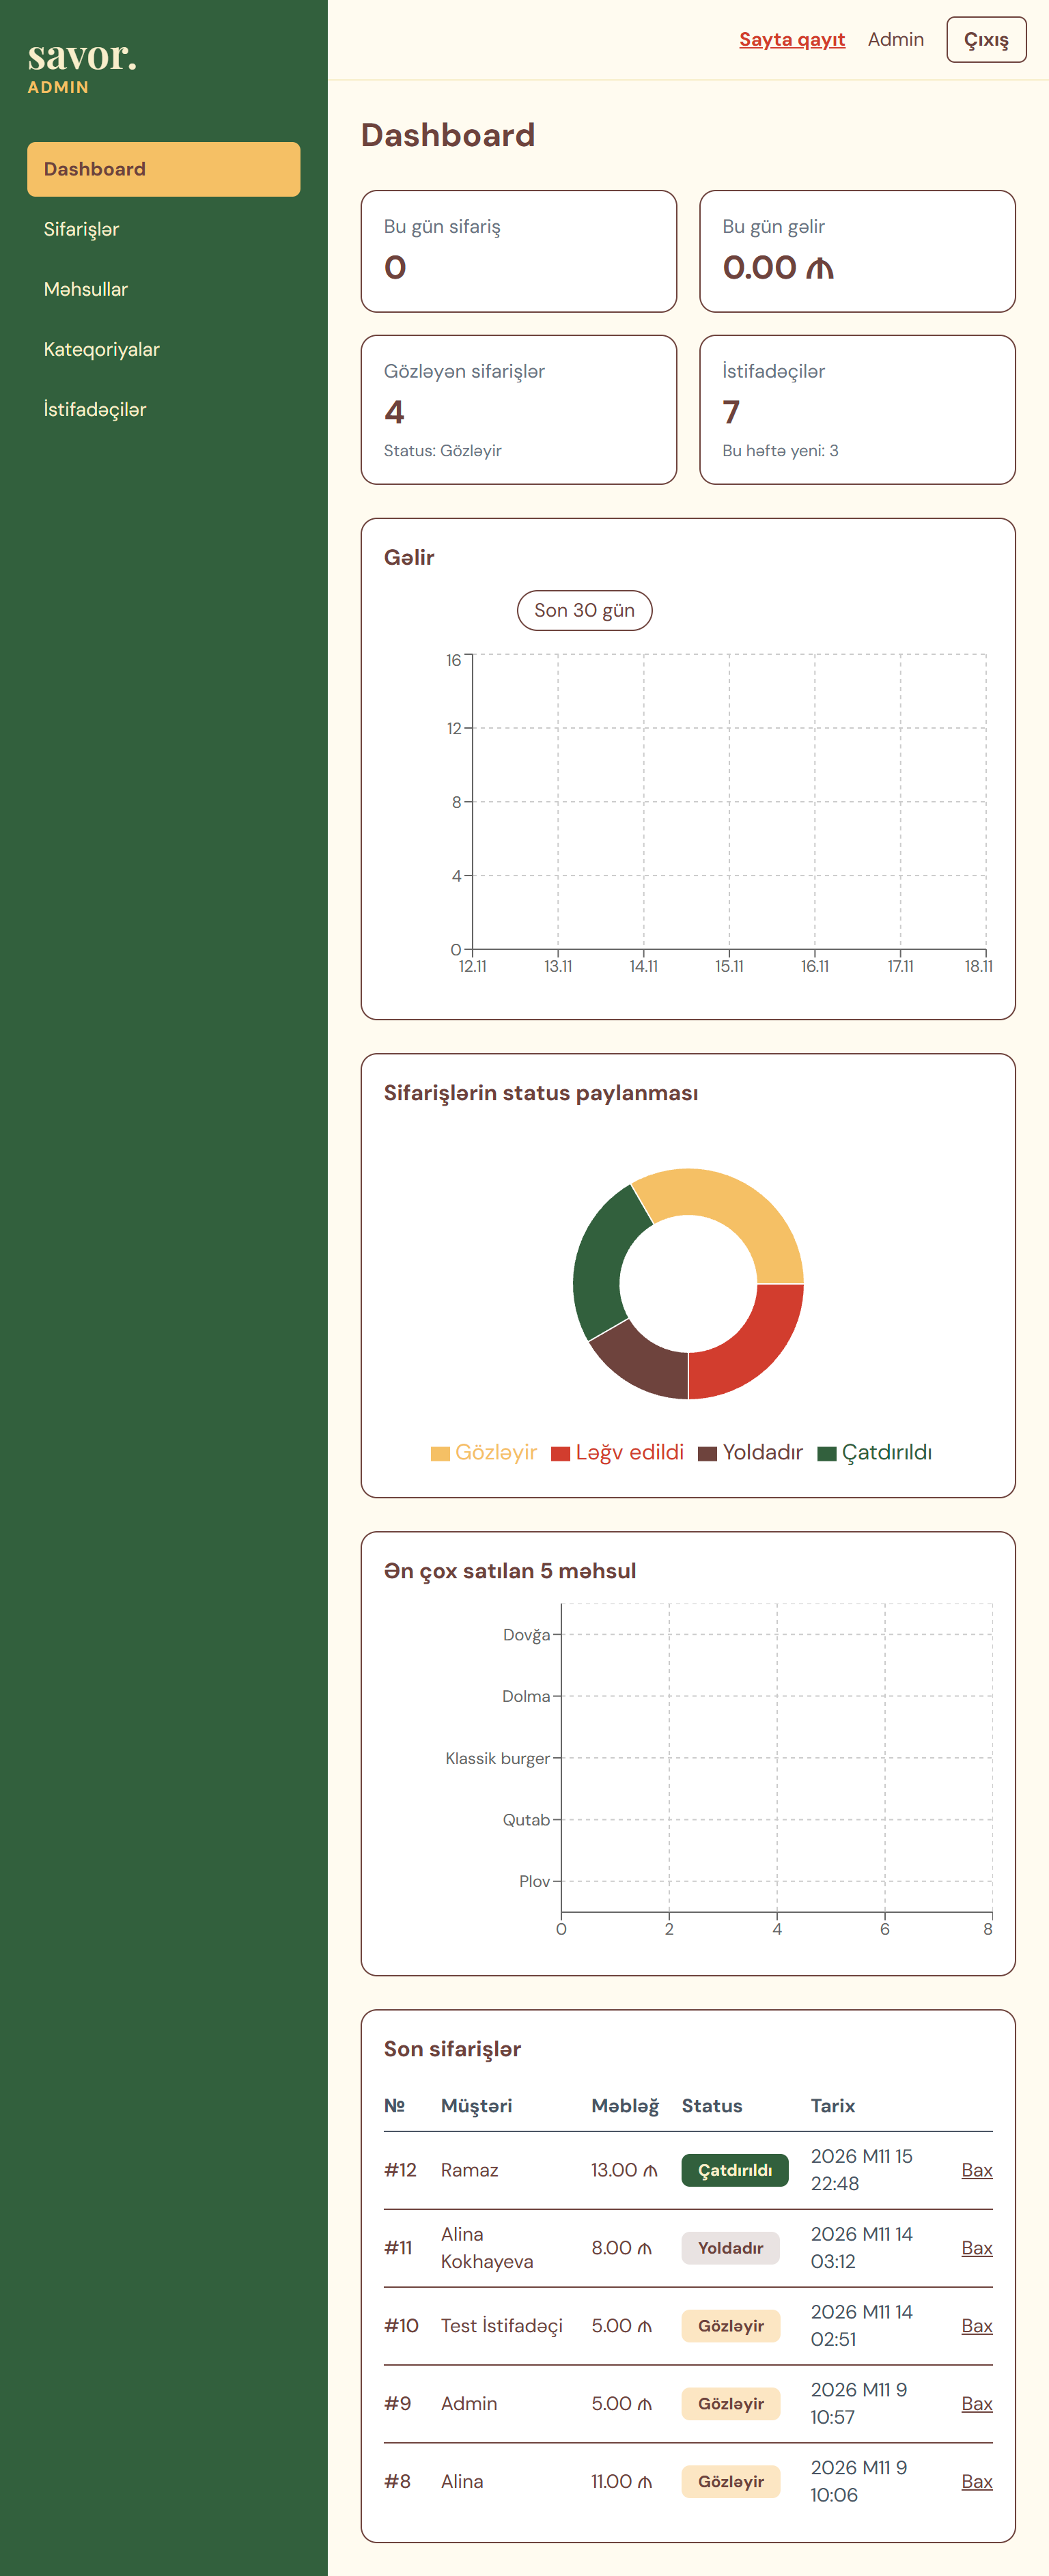 savor.
ADMIN
Dashboard
Sifarişlər
Məhsullar
Kateqoriyalar
İstifadəçilər
Sayta qayıt Admin Çıxış
Dashboard
Bu gün sifariş
0
Bu gün gəlir
0.00 ₼
Gözləyən sifarişlər
4
Status: Gözləyir
İstifadəçilər
7
Bu həftə yeni: 3
Gəlir
Son 30 gün
16
12
8
4
0
12.11 13.11 14.11 15.11 16.11 17.11 18.11
Sifarişlərin status paylanması
Gözləyir Ləğv edildi Yoldadır Çatdırıldı
Ən çox satılan 5 məhsul
Dovğa
Dolma
Klassik burger
Qutab
Plov
0 2 4 6 8
Son sifarişlər
№ Müştəri Məbləğ Status Tarix
#12 Ramaz 13.00 ₼ Çatdırıldı 2026 M11 15 22:48 Bax
#11 Alina Kokhayeva 8.00 ₼ Yoldadır 2026 M11 14 03:12 Bax
#10 Test İstifadəçi 5.00 ₼ Gözləyir 2026 M11 14 02:51 Bax
#9 Admin 5.00 ₼ Gözləyir 2026 M11 9 10:57 Bax
#8 Alina 11.00 ₼ Gözləyir 2026 M11 9 10:06 Bax